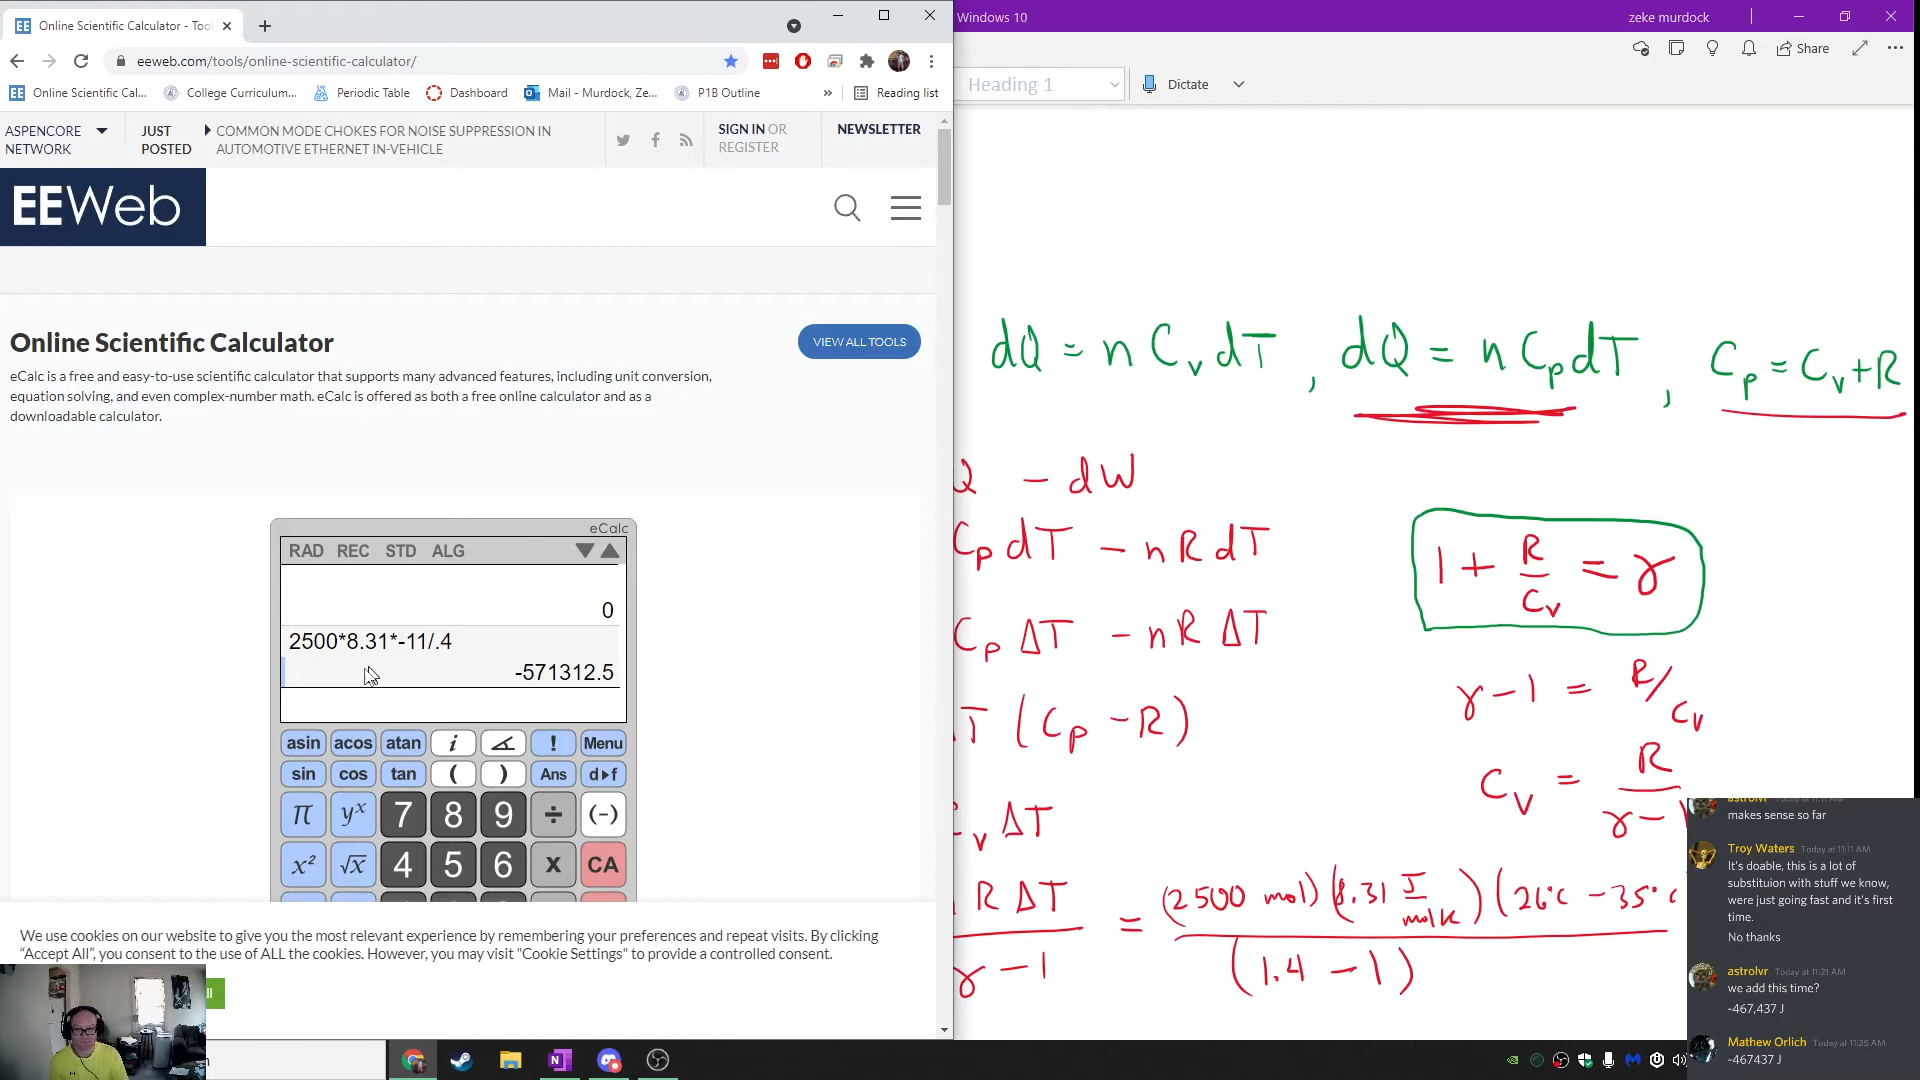 Online Scientific Calculator - Tool
Windows 10
zeke murdock
eeweb.com/tools/online-scientific-calculator/
Share
Online Scientific Cal...
College Curriculum...
Periodic Table
Dashboard
Mail - Murdock, Ze...
P1B Outline
»
Reading list
Heading 1
Dictate
ASPENCORE NETWORK
JUST POSTED
COMMON MODE CHOKES FOR NOISE SUPPRESSION IN
AUTOMOTIVE ETHERNET IN-VEHICLE
SIGN IN OR
REGISTER
NEWSLETTER
EEWeb
Online Scientific Calculator
VIEW ALL TOOLS
eCalc is a free and easy-to-use scientific calculator that supports many advanced features, including unit conversion,
equation solving, and even complex-number math. eCalc is offered as both a free online calculator and as a
downloadable calculator.
eCalc
RAD REC STD ALG
0
2500*8.31*-11/.4
-571312.5
asin acos atan i ∠ ! Menu
sin cos tan ( ) Ans d▸f
π yˣ 7 8 9 ÷ (−)
x² √x 4 5 6 x CA
We use cookies on our website to give you the most relevant experience by remembering your preferences and repeat visits. By clicking
"Accept All", you consent to the use of ALL the cookies. However, you may visit "Cookie Settings" to provide a controlled consent.
dQ = n Cv dT , dQ = n Cp dT , Cp = Cv + R
Q - dW
Cp dT - n R dT
Cp ΔT - n R ΔT
T (Cp - R)
v ΔT
R ΔT
γ - 1
= (2500 mol)(8.31 J/molK)(26°C - 35°C
(1.4 - 1)
1 + R/Cv = γ
γ - 1 = R/Cv
Cv = R
γ -
astrolvr Today at 11:11 AM
makes sense so far
Troy Waters Today at 11:11 AM
It's doable, this is a lot of
substituion with stuff we know,
were just going fast and it's first
time.
No thanks
astrolvr Today at 11:21 AM
we add this time?
-467,437 J
Mathew Orlich Today at 11:25 AM
-467437 J